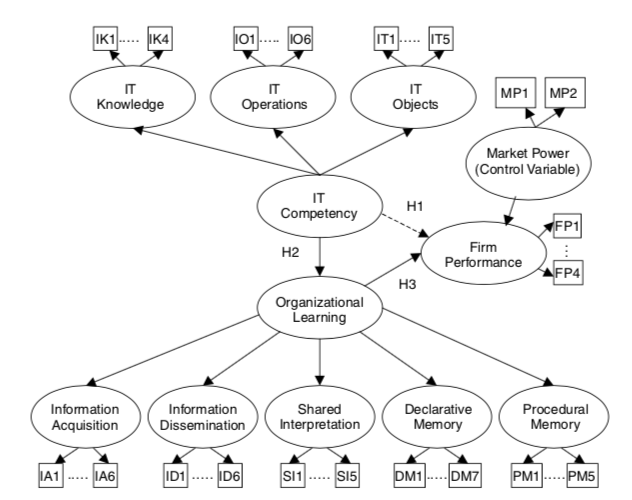 IK1 ..... IK4
IO1 ..... IO6
IT1 ..... IT5
IT
Knowledge
IT
Operations
IT
Objects
MP1
MP2
Market Power
(Control Variable)
IT
Competency
H1
H2
FP1
Firm
Performance
FP4
H3
Organizational
Learning
Information
Acquisition
Information
Dissemination
Shared
Interpretation
Declarative
Memory
Procedural
Memory
IA1 ..... IA6
ID1 ..... ID6
SI1 ..... SI5
DM1 ..... DM7
PM1 ..... PM5